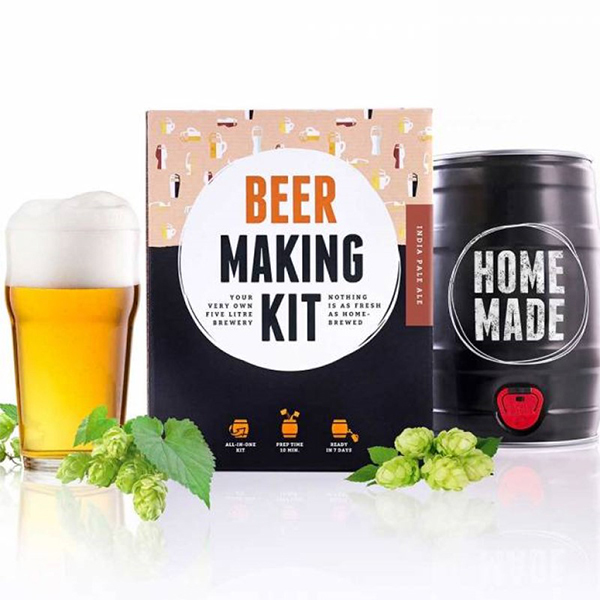 BEER
MAKING
KIT
YOUR
VERY OWN
FIVE LITRE
BREWERY
NOTHING
IS AS FRESH
AS HOME-
BREWED
INDIA PALE ALE
ALL-IN-ONE
KIT
PREP TIME
10 MIN.
READY
IN 7 DAYS
HOME
MADE